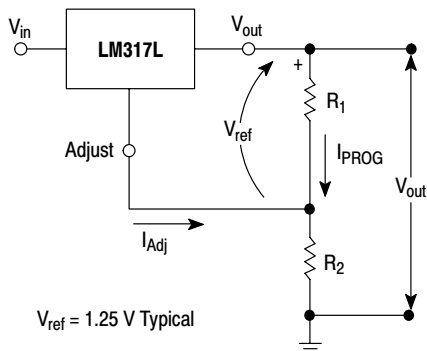 Vin
LM317L
Vout
+
R1
Vref
IPROG
Adjust
Vout
IAdj
R2
Vref = 1.25 V Typical